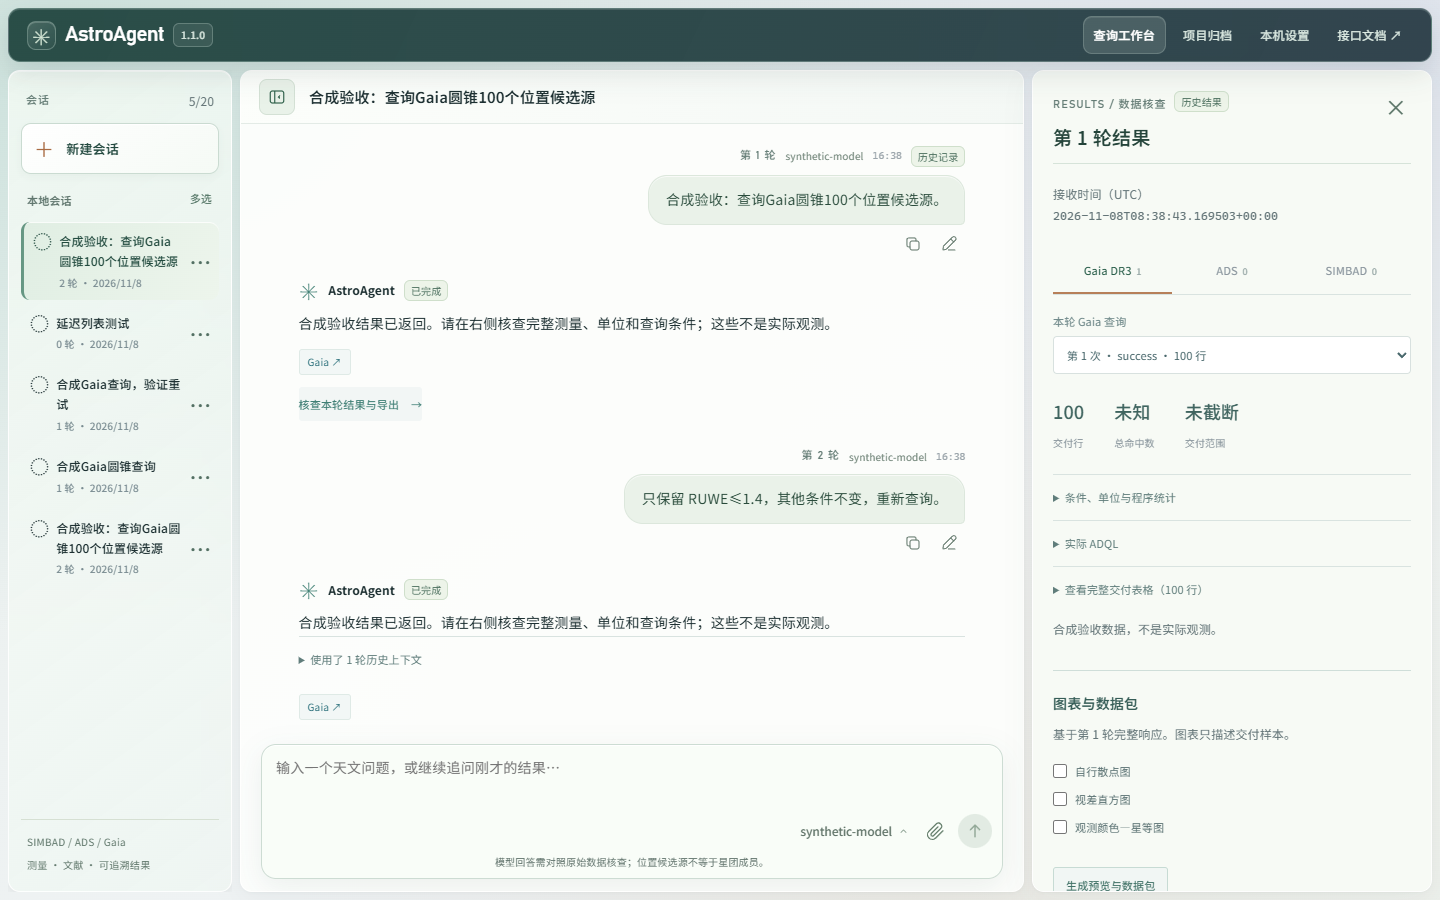 AstroAgent 1.1.0
查询工作台 项目归档 本机设置 接口文档 ↗
会话 5/20
新建会话
本地会话 多选
合成验收：查询Gaia
圆锥100个位置候选源
2 轮 · 2026/11/8
延迟列表测试
0 轮 · 2026/11/8
合成Gaia查询，验证重
试
1 轮 · 2026/11/8
合成Gaia圆锥查询
1 轮 · 2026/11/8
合成验收：查询Gaia圆
锥100个位置候选源
2 轮 · 2026/11/8
SIMBAD / ADS / Gaia
测量 · 文献 · 可追溯结果
合成验收：查询Gaia圆锥100个位置候选源
第 1 轮 synthetic-model 16:38 历史记录
合成验收：查询Gaia圆锥100个位置候选源。
AstroAgent 已完成
合成验收结果已返回。请在右侧核查完整测量、单位和查询条件；这些不是实际观测。
Gaia ↗
核查本轮结果与导出 →
第 2 轮 synthetic-model 16:38
只保留 RUWE≤1.4，其他条件不变，重新查询。
AstroAgent 已完成
合成验收结果已返回。请在右侧核查完整测量、单位和查询条件；这些不是实际观测。
▶ 使用了 1 轮历史上下文
Gaia ↗
输入一个天文问题，或继续追问刚才的结果…
synthetic-model
模型回答需对照原始数据核查；位置候选源不等于星团成员。
RESULTS / 数据核查 历史结果
第 1 轮结果
接收时间（UTC）
2026-11-08T08:38:43.169503+00:00
Gaia DR3 1 ADS 0 SIMBAD 0
本轮 Gaia 查询
第 1 次 · success · 100 行
100 未知 未截断
交付行 总命中数 交付范围
▶ 条件、单位与程序统计
▶ 实际 ADQL
▶ 查看完整交付表格（100 行）
合成验收数据，不是实际观测。
图表与数据包
基于第 1 轮完整响应。图表只描述交付样本。
自行散点图
视差直方图
观测颜色—星等图
生成预览与数据包